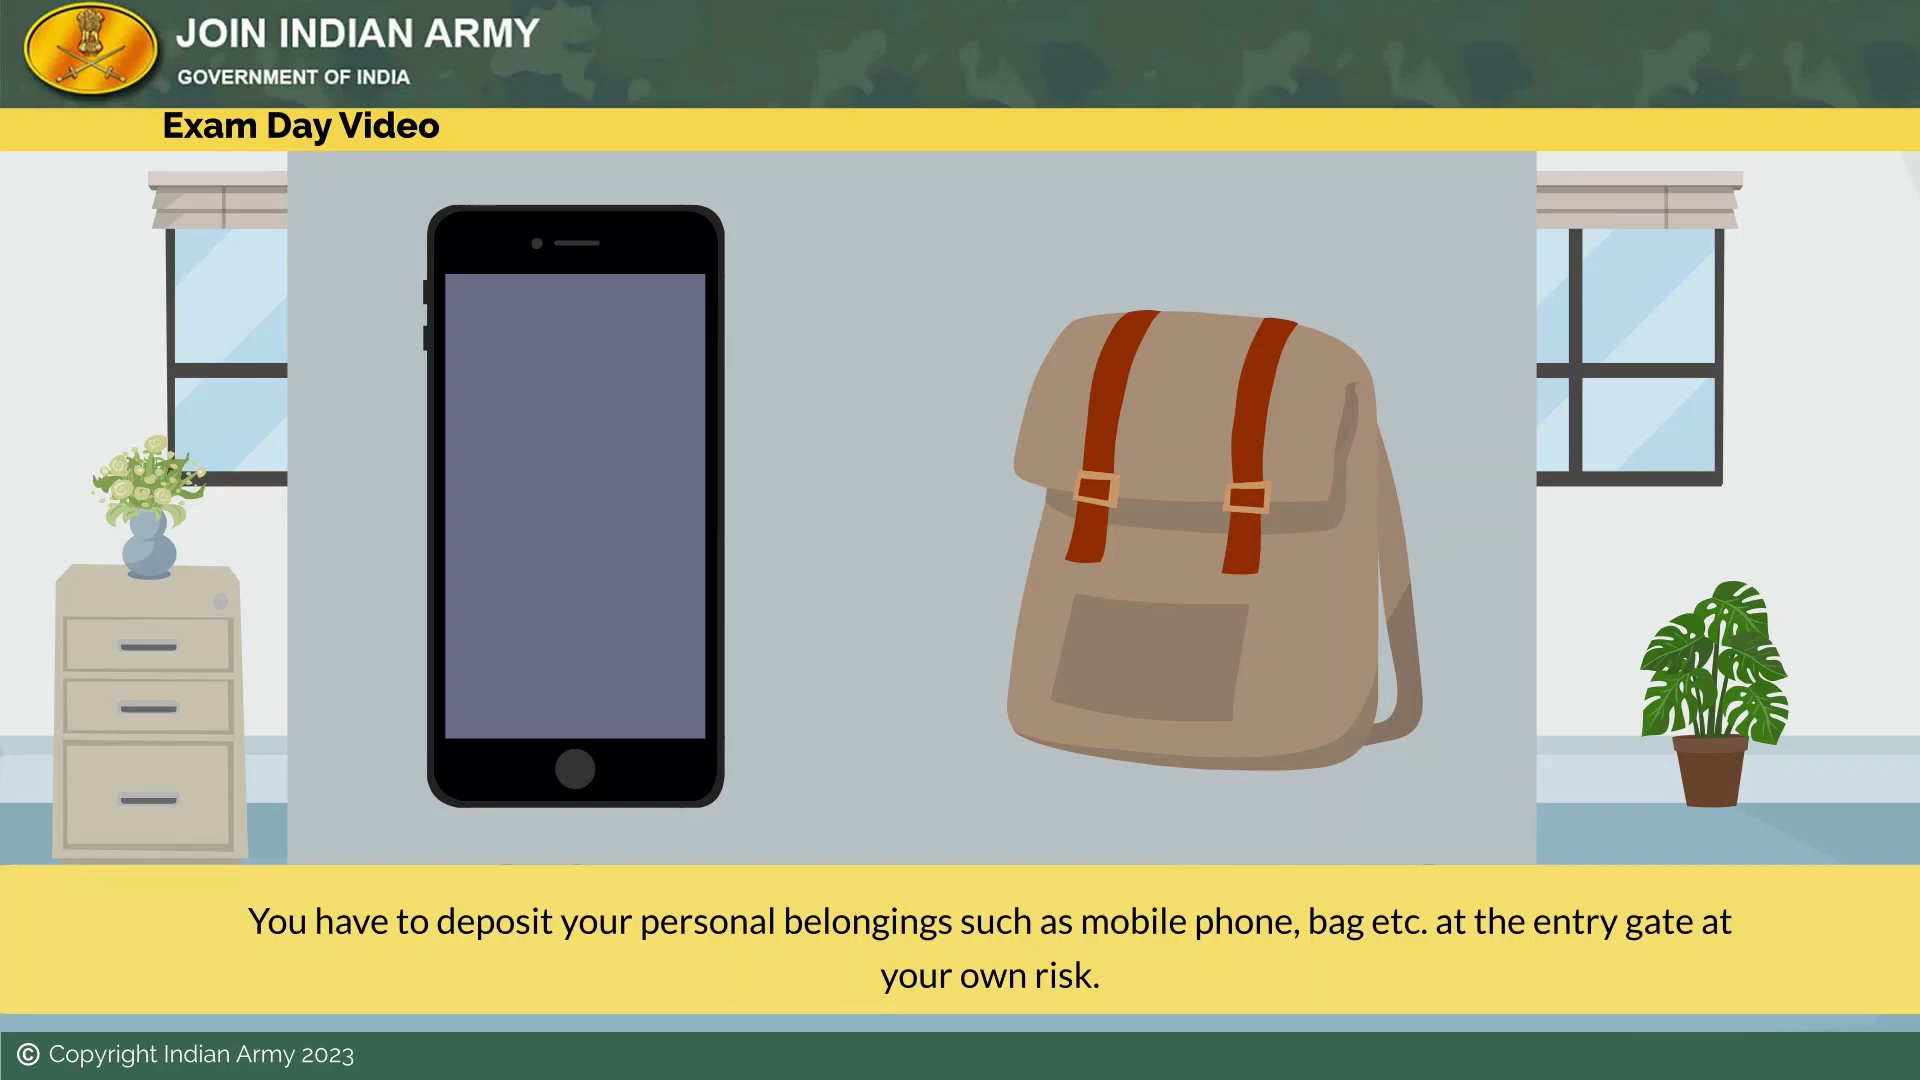 JOIN INDIAN ARMY
GOVERNMENT OF INDIA
Exam Day Video
You have to deposit your personal belongings such as mobile phone, bag etc. at the entry gate at
your own risk.
© Copyright Indian Army 2023